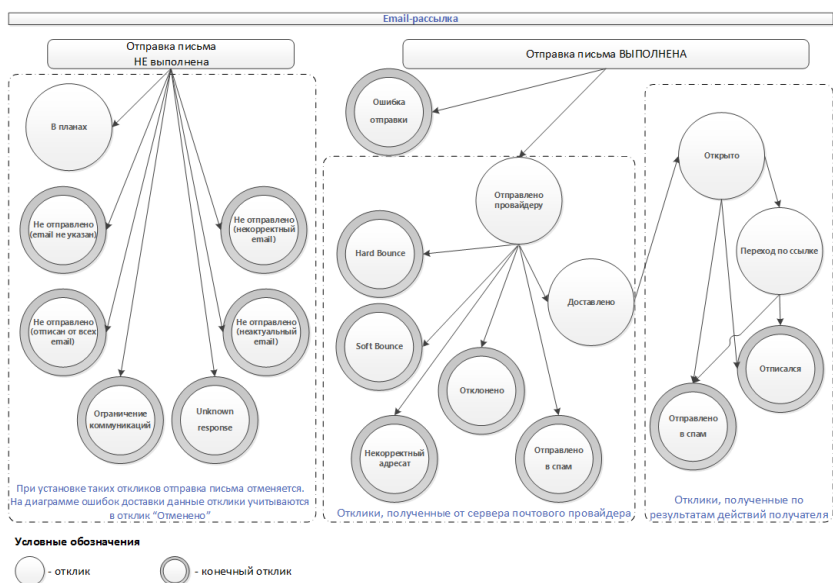 Email-рассылка
Отправка письма
НЕ выполнена
Отправка письма ВЫПОЛНЕНА
В планах
Не отправлено
(email не указан)
Не отправлено
(некорректный
email)
Не отправлено
(отписан от всех
email)
Не отправлено
(неактуальный
email)
Ограничение
коммуникаций
Unknown
response
При установке таких откликов отправка письма отменяется.
На диаграмме ошибок доставки данные отклики учитываются
в отклик “Отменено”
Ошибка
отправки
Отправлено
провайдеру
Hard Bounce
Доставлено
Soft Bounce
Отклонено
Некорректный
адресат
Отправлено
в спам
Отклики, полученные от сервера почтового провайдера
Открыто
Переход по ссылке
Отписался
Отправлено
в спам
Отклики, полученные по
результатам действий получателя
Условные обозначения
- отклик
- конечный отклик